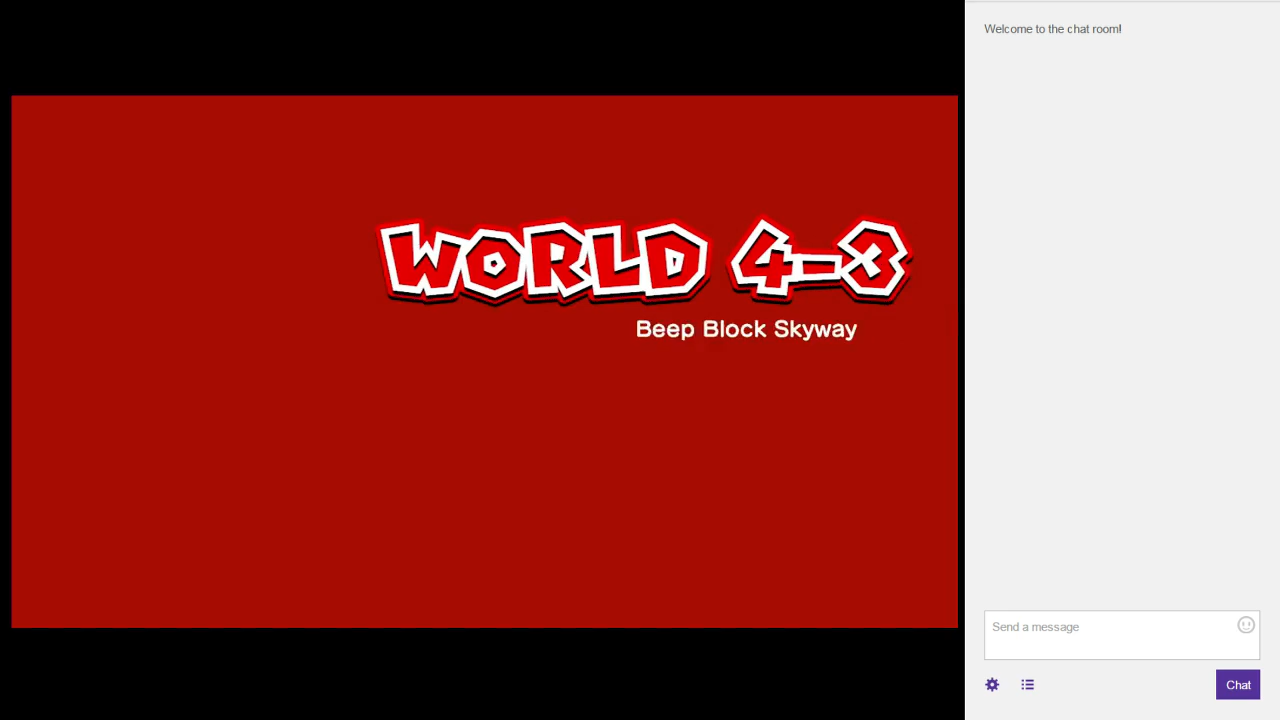 WORLD 4-3
Beep Block Skyway
Welcome to the chat room!
Send a message
Chat